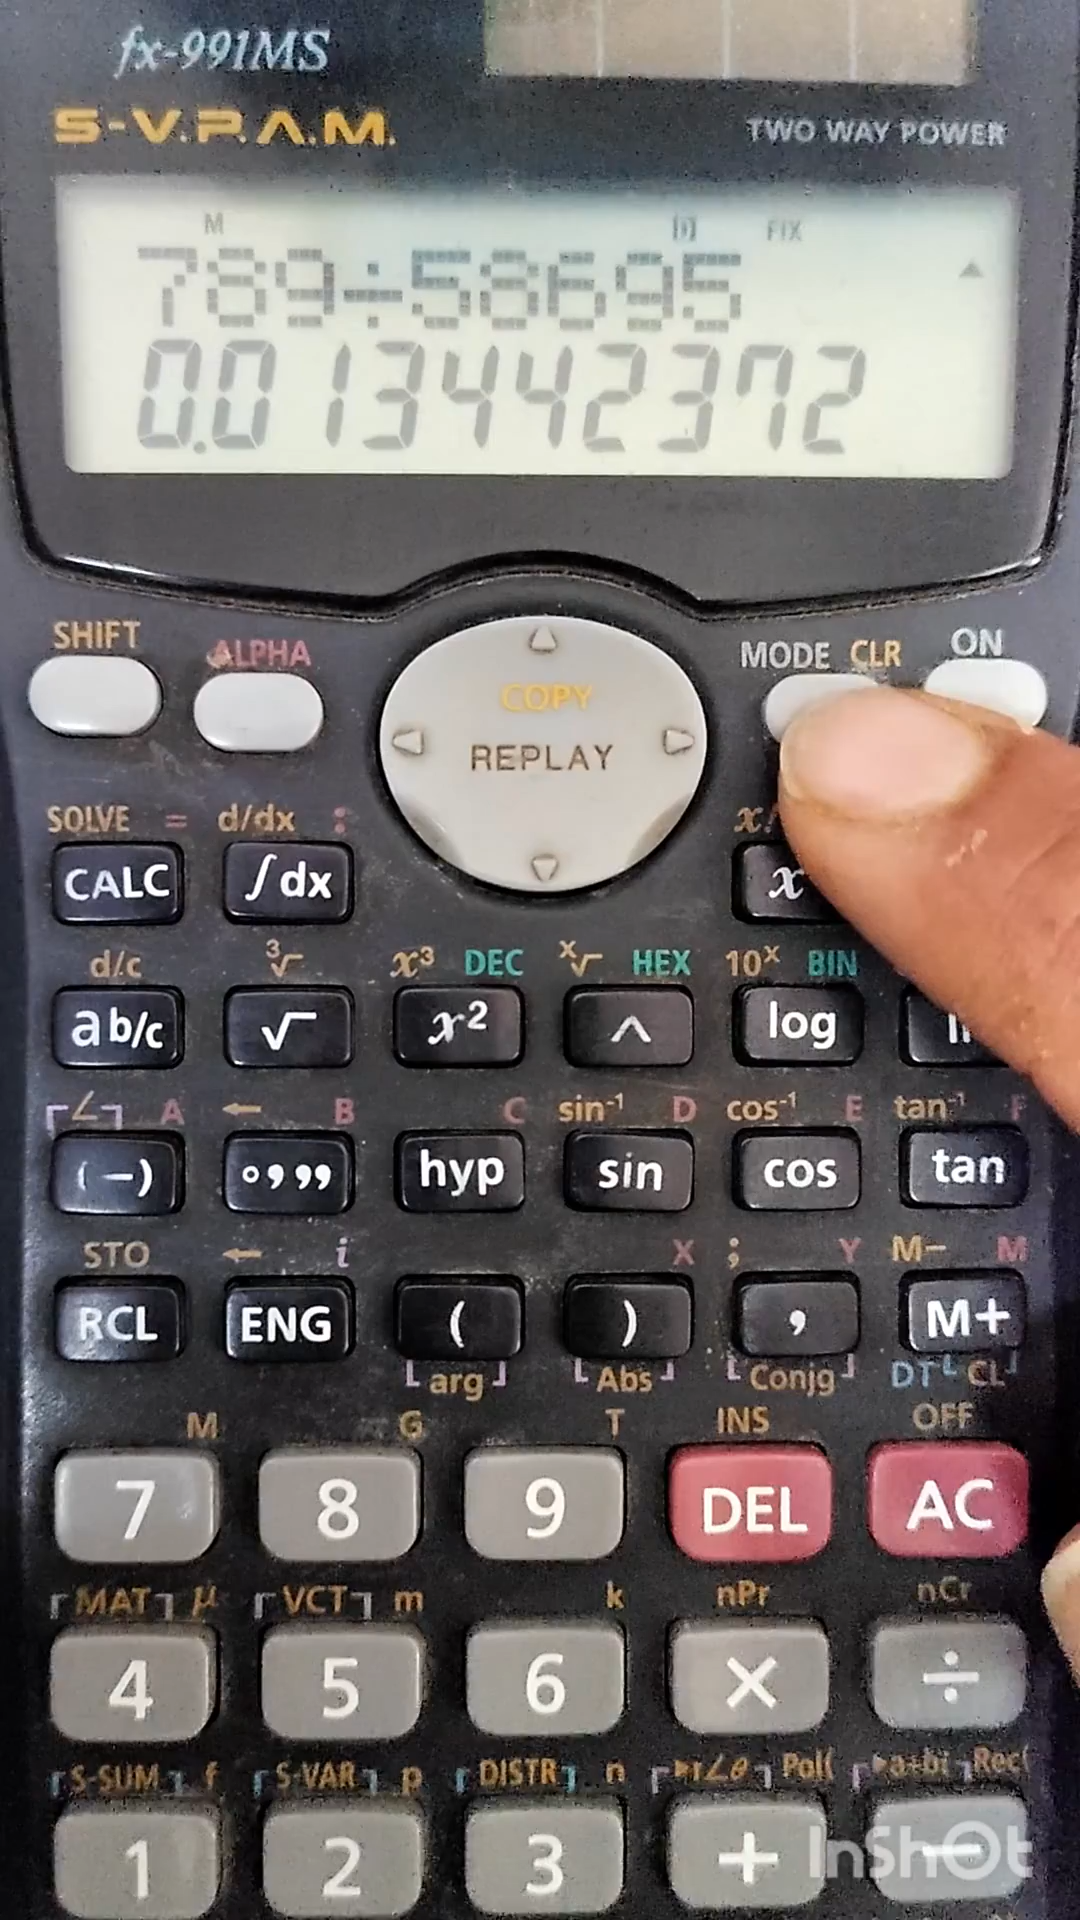 fx-991MS
S-V.P.A.M.
TWO WAY POWER
M D FIX
789÷58695
0.013442372
SHIFT ALPHA MODE CLR ON
COPY
REPLAY
SOLVE = d/dx : x!
CALC ∫dx x
d/c ³√ x³ DEC ˣ√ HEX 10ˣ BIN
a b/c √ x² ^ log
∠ A ← B C sin⁻¹ D cos⁻¹ E tan⁻¹ F
(−) °,,, hyp sin cos tan
STO ← i X ; Y M− M
RCL ENG ( ) , M+
arg Abs Conjg DT CL
M G T INS OFF
7 8 9 DEL AC
MAT µ VCT m k nPr nCr
4 5 6 × ÷
S-SUM f S-VAR p DISTR n ▸r∠θ Pol( ▸a+bi Rec(
1 2 3 + −
InShOt